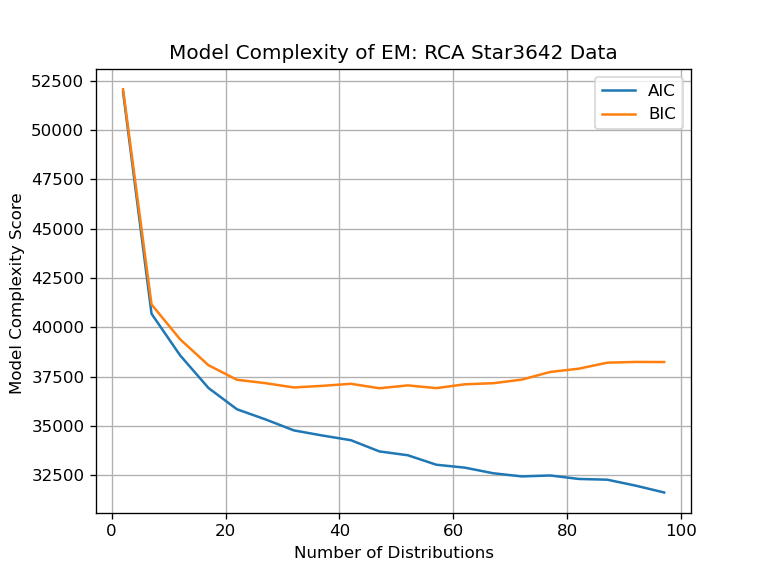 Model Complexity of EM: RCA Star3642 Data
AIC
BIC
52500
50000
47500
45000
42500
40000
37500
35000
32500
Model Complexity Score
0 20 40 60 80 100
Number of Distributions